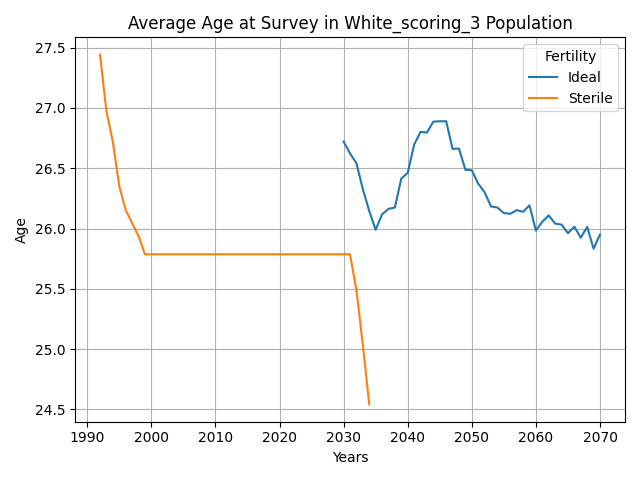 Average Age at Survey in White_scoring_3 Population
Fertility
Ideal
Sterile
27.5
27.0
26.5
26.0
25.5
25.0
24.5
Age
1990 2000 2010 2020 2030 2040 2050 2060 2070
Years